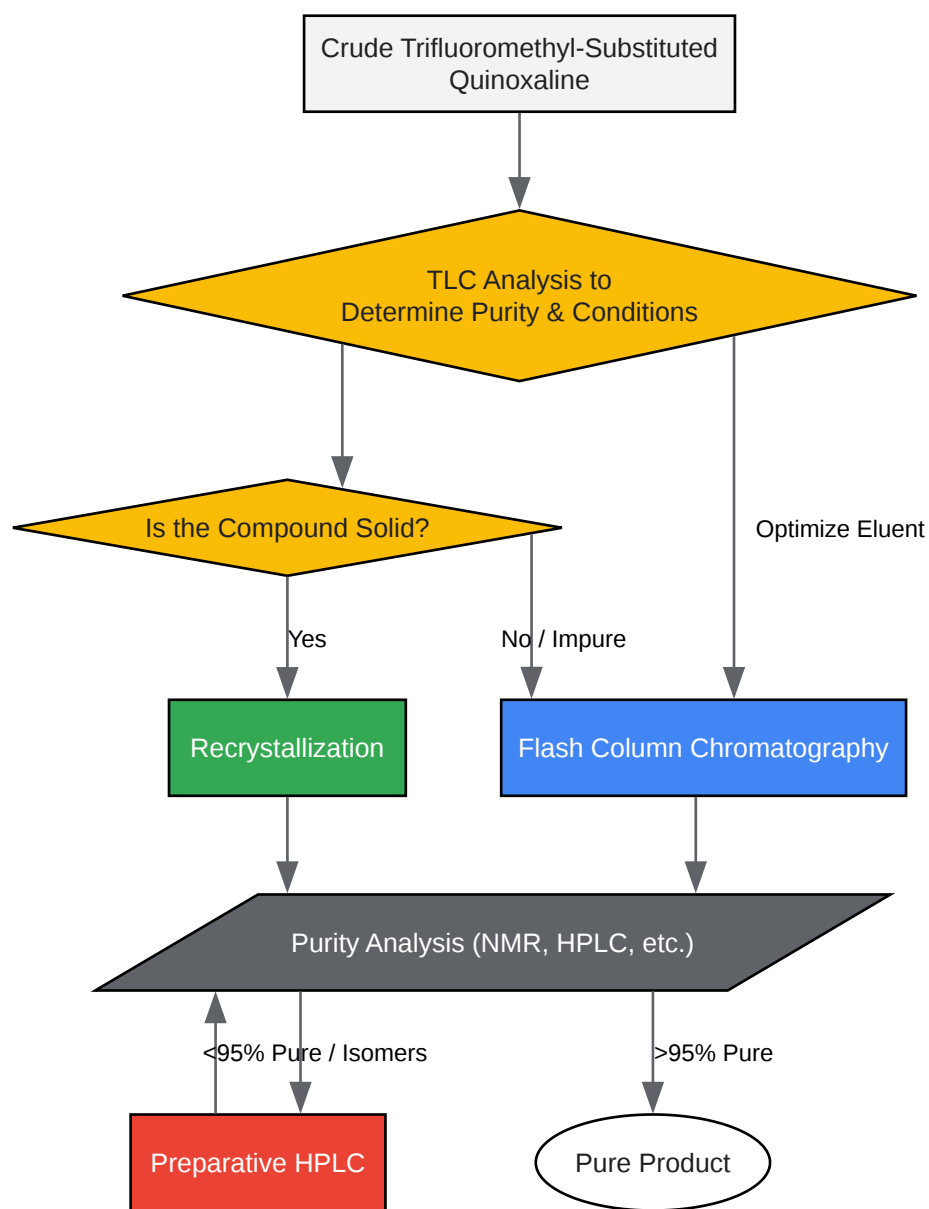 Crude Trifluoromethyl-Substituted
Quinoxaline
TLC Analysis to
Determine Purity & Conditions
Is the Compound Solid?
Optimize Eluent
Yes
No / Impure
Recrystallization
Flash Column Chromatography
Purity Analysis (NMR, HPLC, etc.)
<95% Pure / Isomers
>95% Pure
Preparative HPLC
Pure Product